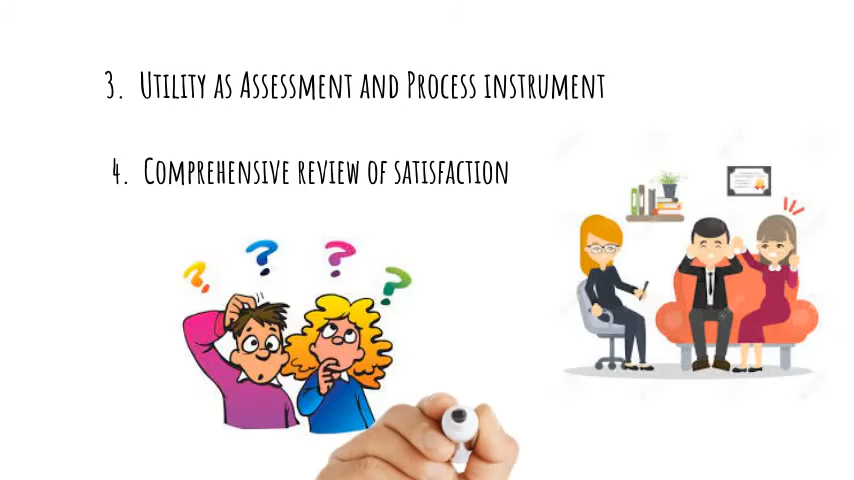 3. Utility as Assessment and Process instrument
4. Comprehensive review of satisfaction